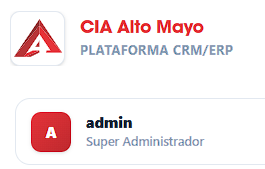 CIA Alto Mayo
PLATAFORMA CRM/ERP
A
admin
Super Administrador